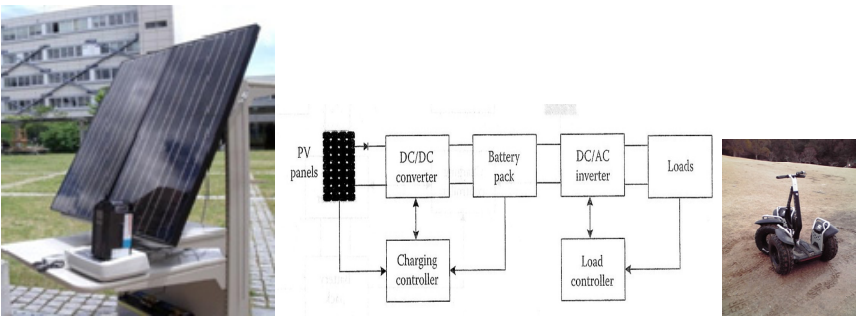 PV
panels
DC/DC
converter
Battery
pack
DC/AC
inverter
Loads
Charging
controller
Load
controller